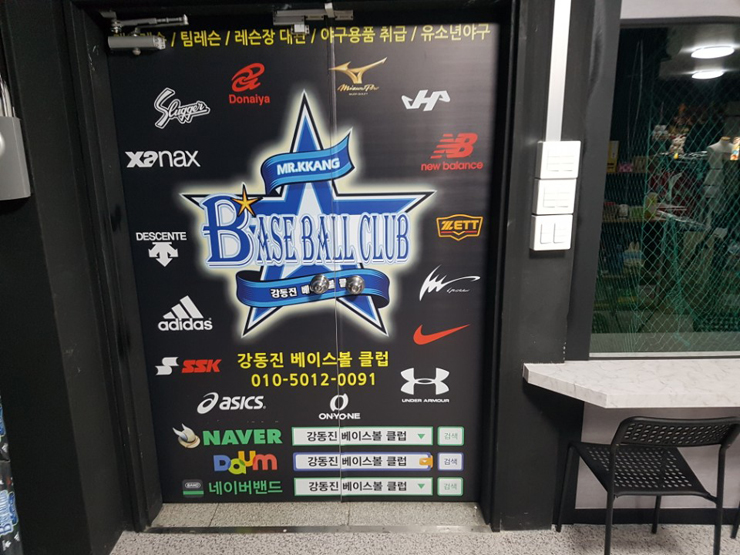 레슨 / 팀레슨 / 레슨장 대관 / 야구용품 취급 / 유소년야구
Slugger
Donaiya
MizunoPro
xanax
new balance
MR.KKANG
BASEBALL CLUB
DESCENTE
ZETT
강동진 베이스볼 클럽
adidas
SSK
강동진 베이스볼 클럽
010-5012-0091
asics
ONYONE
UNDER ARMOUR
NAVER 강동진 베이스볼 클럽 검색
Daum 강동진 베이스볼 클럽 검색
BAND 네이버밴드 강동진 베이스볼 클럽 검색